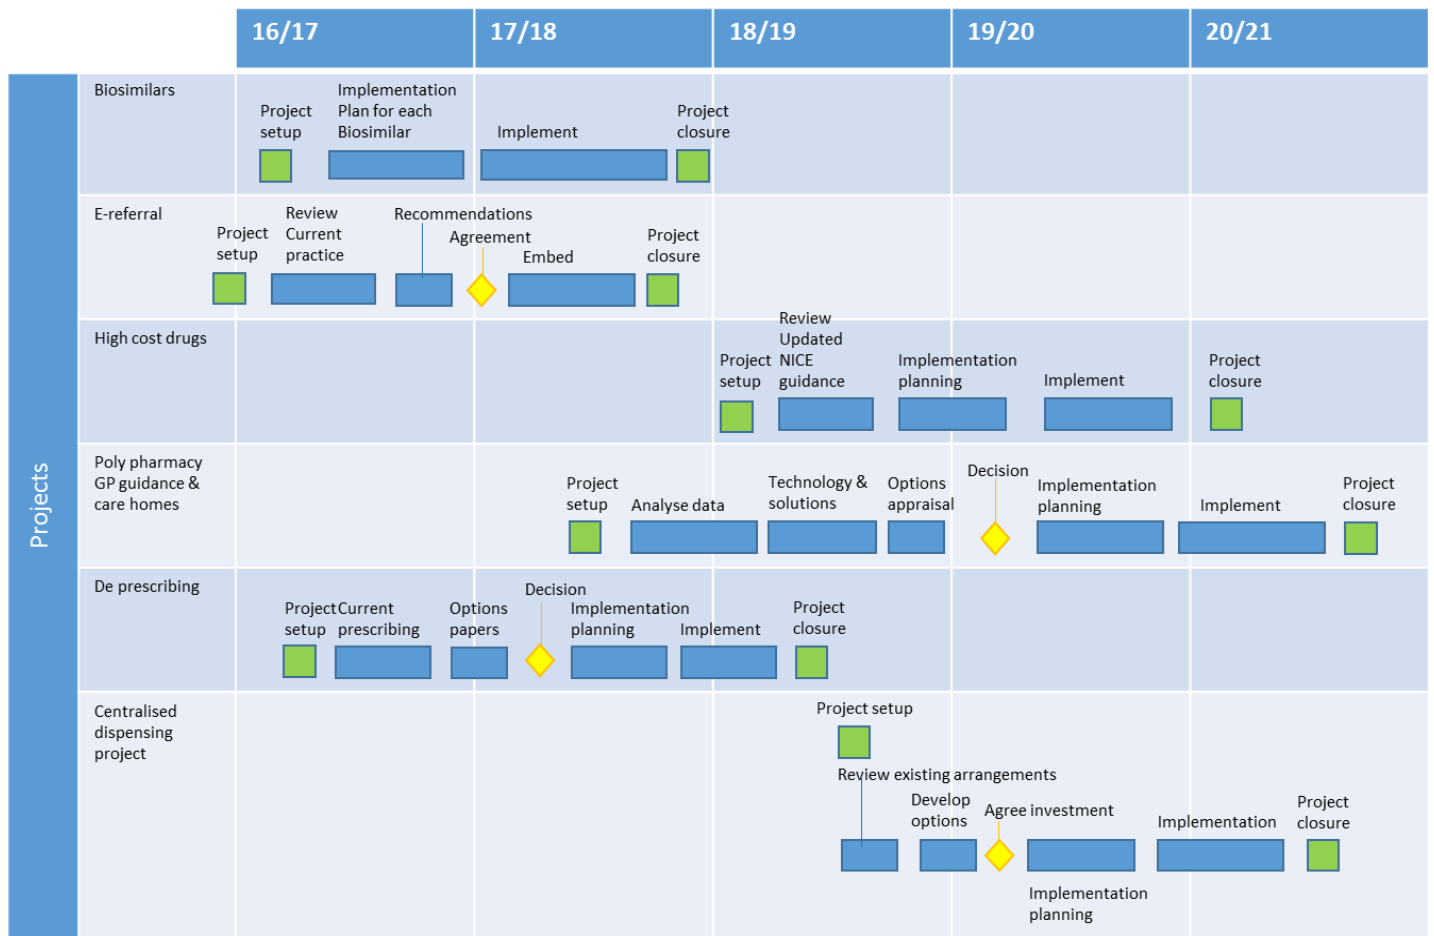 16/17
17/18
18/19
19/20
20/21
Projects
Biosimilars
Project
setup
Implementation
Plan for each
Biosimilar
Implement
Project
closure
E-referral
Project
setup
Review
Current
practice
Recommendations
Agreement
Embed
Project
closure
High cost drugs
Project
setup
Review
Updated
NICE
guidance
Implementation
planning
Implement
Project
closure
Poly pharmacy
GP guidance &
care homes
Project
setup
Analyse data
Technology &
solutions
Options
appraisal
Decision
Implementation
planning
Implement
Project
closure
De prescribing
Project
setup
Current
prescribing
Options
papers
Decision
Implementation
planning
Implement
Project
closure
Centralised
dispensing
project
Project setup
Review existing arrangements
Develop
options
Agree investment
Implementation
planning
Implementation
Project
closure